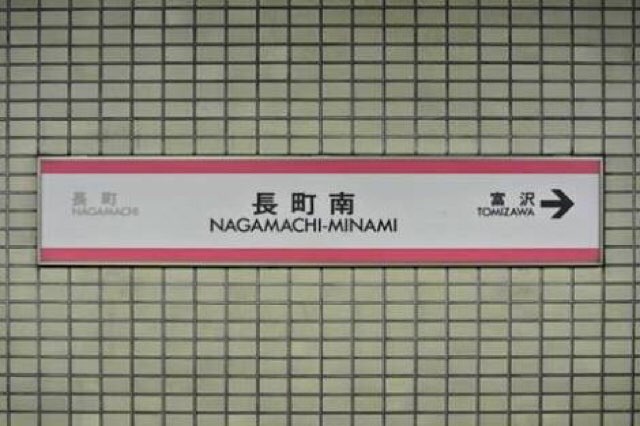 長町
NAGAMACHI
長町南
NAGAMACHI-MINAMI
富沢
TOMIZAWA